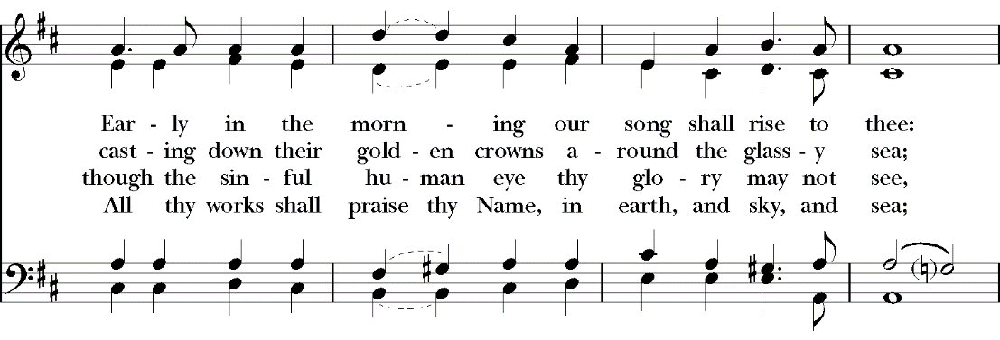 Ear - ly in the morn - ing our song shall rise to thee:
cast - ing down their gold - en crowns a - round the glass - y sea;
though the sin - ful hu - man eye thy glo - ry may not see,
All thy works shall praise thy Name, in earth, and sky, and sea;